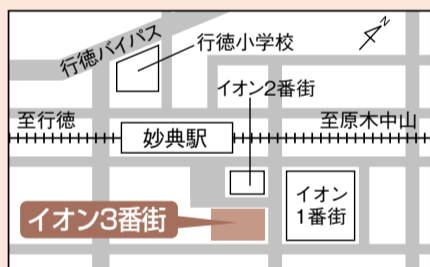 行徳バイパス
行徳小学校
N
イオン2番街
至行徳
至原木中山
妙典駅
イオン
1番街
イオン3番街